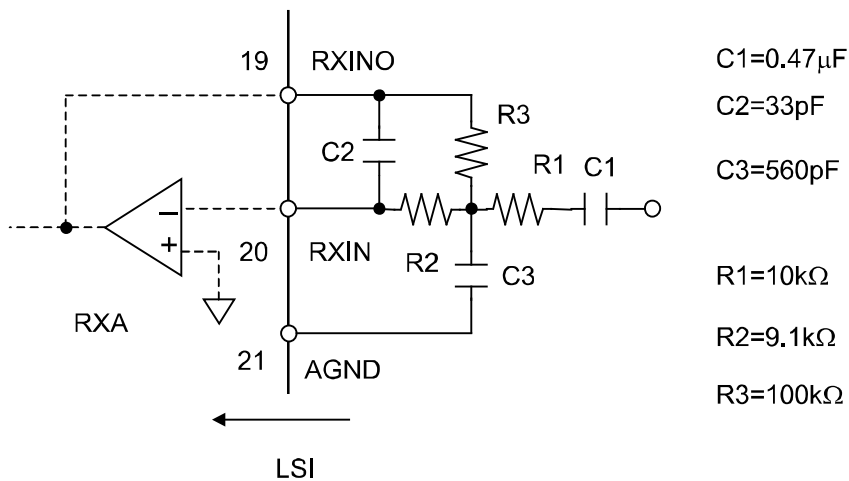 19 RXINO
C2
R3
R1 C1
− +
20 RXIN
R2
C3
RXA
21 AGND
LSI
C1=0.47μF
C2=33pF
C3=560pF
R1=10kΩ
R2=9.1kΩ
R3=100kΩ